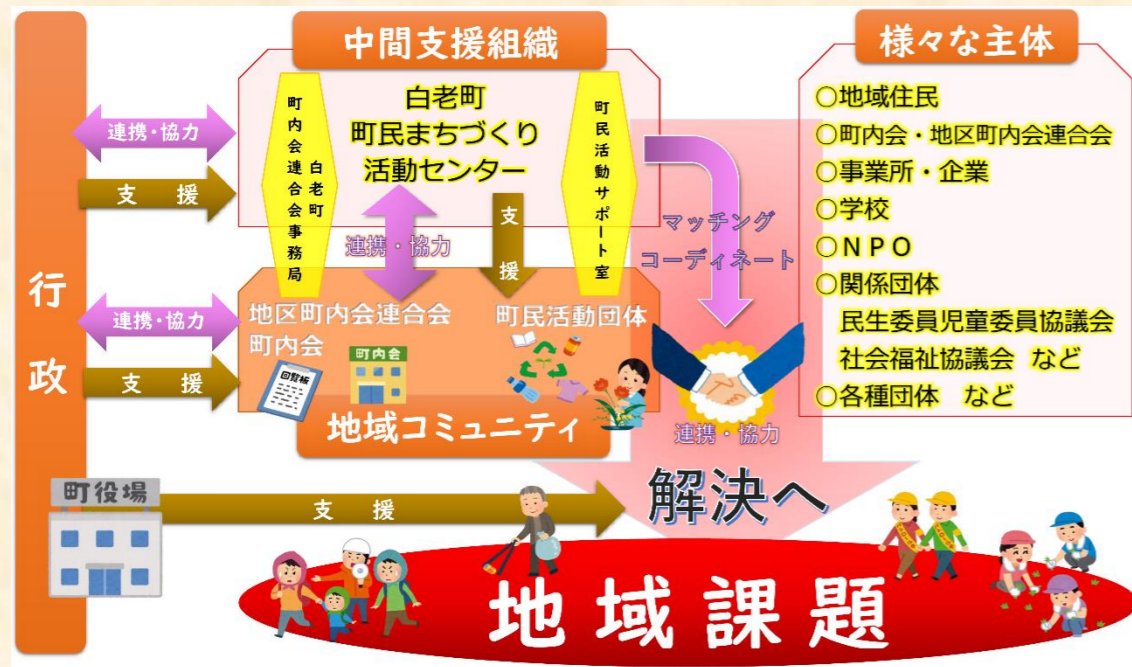 行政
中間支援組織
白老町
町民まちづくり
活動センター
白老町
町内会連合会事務局
町民活動サポート室
連携・協力
支援
連携・協力
支援
連携・協力
支援
マッチング
コーディネート
地区町内会連合会
町内会
回覧板
町内会
町民活動団体
地域コミュニティ
連携・協力
様々な主体
○地域住民
○町内会・地区町内会連合会
○事業所・企業
○学校
○NPO
○関係団体
民生委員児童委員協議会
社会福祉協議会 など
○各種団体 など
町役場
支援
解決へ
地域課題